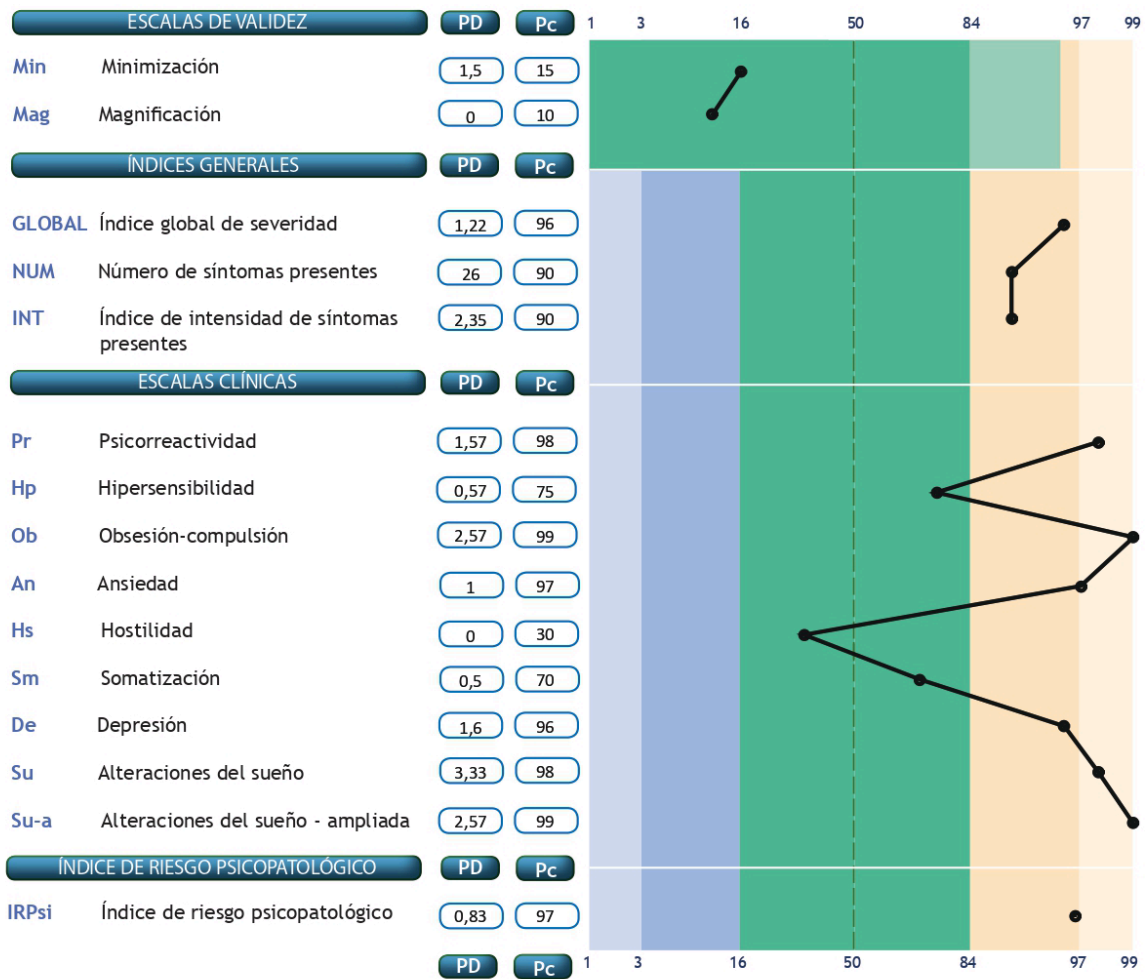 ESCALAS DE VALIDEZ PD Pc 1 3 16 50 84 97 99
Min Minimización 1,5 15
Mag Magnificación 0 10
ÍNDICES GENERALES PD Pc
GLOBAL Índice global de severidad 1,22 96
NUM Número de síntomas presentes 26 90
INT Índice de intensidad de síntomas 2,35 90
presentes
ESCALAS CLÍNICAS PD Pc
Pr Psicorreactividad 1,57 98
Hp Hipersensibilidad 0,57 75
Ob Obsesión-compulsión 2,57 99
An Ansiedad 1 97
Hs Hostilidad 0 30
Sm Somatización 0,5 70
De Depresión 1,6 96
Su Alteraciones del sueño 3,33 98
Su-a Alteraciones del sueño - ampliada 2,57 99
ÍNDICE DE RIESGO PSICOPATOLÓGICO PD Pc
IRPsi Índice de riesgo psicopatológico 0,83 97
PD Pc 1 3 16 50 84 97 99